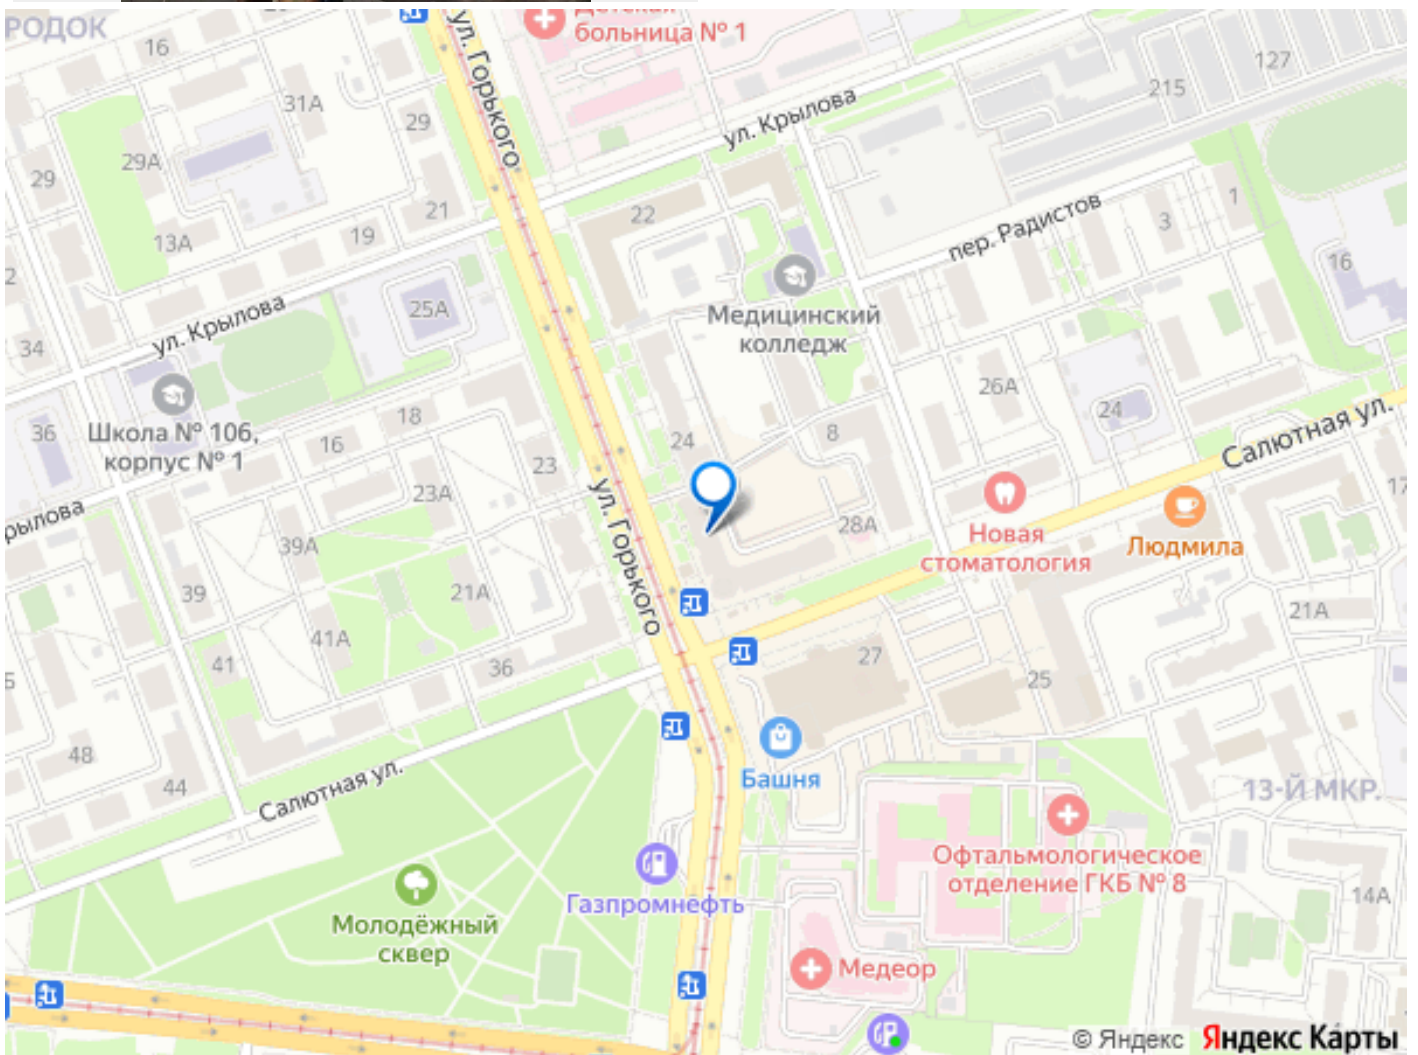 РОДОК
16
больница № 1
127
215
31А
29
ул. Горького
ул. Крылова
29А
29
21
22
19
13А
пер. Радистов
3
1
16
25А
Медицинский
колледж
ул. Крылова
34
36
Школа № 106,
корпус № 1
16
18
24
8
26А
24
Салютная ул.
23
23А
28А
Новая
стоматология
Людмила
17
39А
ул. Горького
39
21А
41А
41
36
27
25
21А
48
44
Салютная ул.
Башня
13-Й МКР.
Офтальмологическое
отделение ГКБ № 8
Газпромнефть
14А
Молодёжный
сквер
Медеор
© Яндекс Яндекс Карты